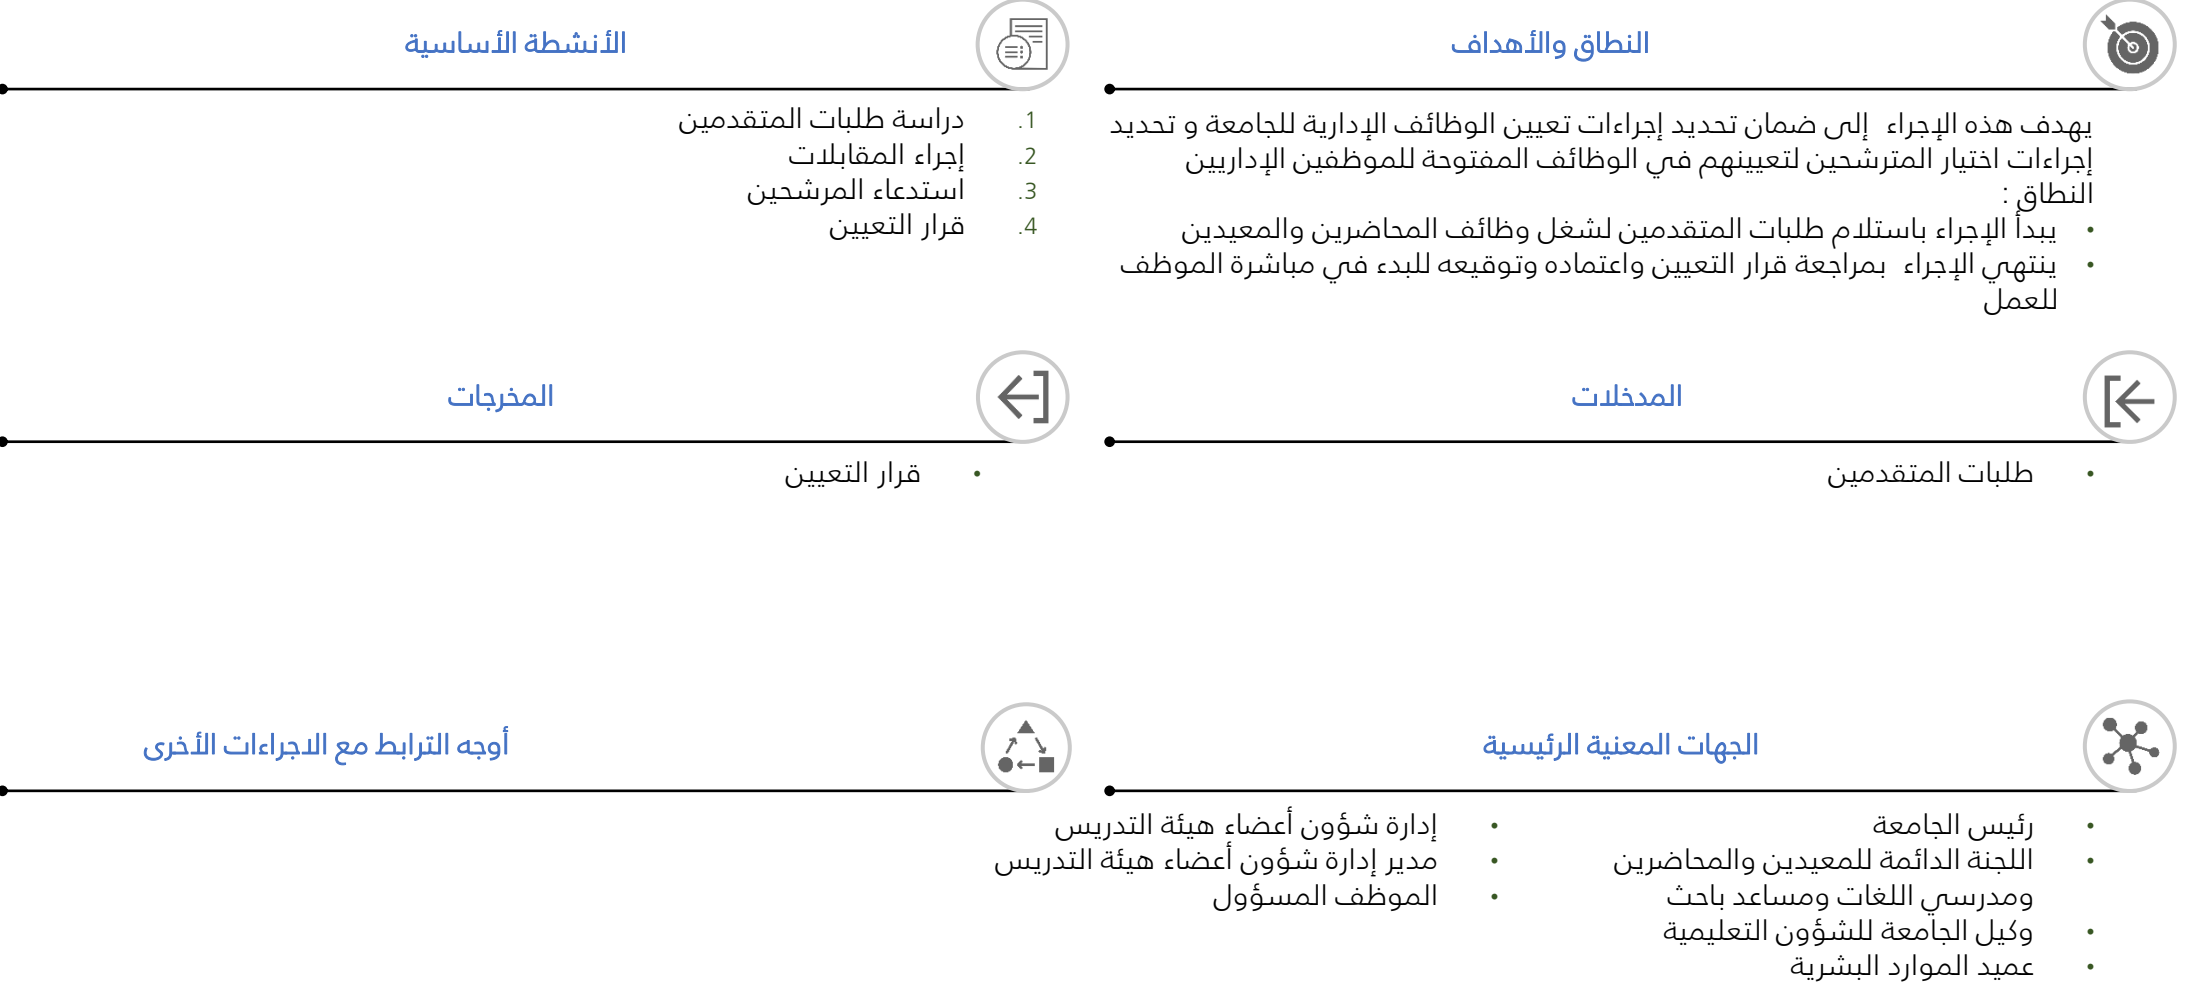 النطاق والأهداف
يهدف هذه الإجراء إلى ضمان تحديد إجراءات تعيين الوظائف الإدارية للجامعة و تحديد
إجراءات اختيار المترشحين لتعيينهم في الوظائف المفتوحة للموظفين الإداريين
النطاق :
• يبدأ الإجراء باستلام طلبات المتقدمين لشغل وظائف المحاضرين والمعيدين
• ينتهي الإجراء بمراجعة قرار التعيين واعتماده وتوقيعه للبدء في مباشرة الموظف
للعمل
الأنشطة الأساسية
1. دراسة طلبات المتقدمين
2. إجراء المقابلات
3. استدعاء المرشحين
4. قرار التعيين
المدخلات
• طلبات المتقدمين
المخرجات
• قرار التعيين
الجهات المعنية الرئيسية
• رئيس الجامعة
• اللجنة الدائمة للمعيدين والمحاضرين
ومدرسي اللغات ومساعد باحث
• وكيل الجامعة للشؤون التعليمية
• عميد الموارد البشرية
• إدارة شؤون أعضاء هيئة التدريس
• مدير إدارة شؤون أعضاء هيئة التدريس
• الموظف المسؤول
أوجه الترابط مع الاجراءات الأخرى